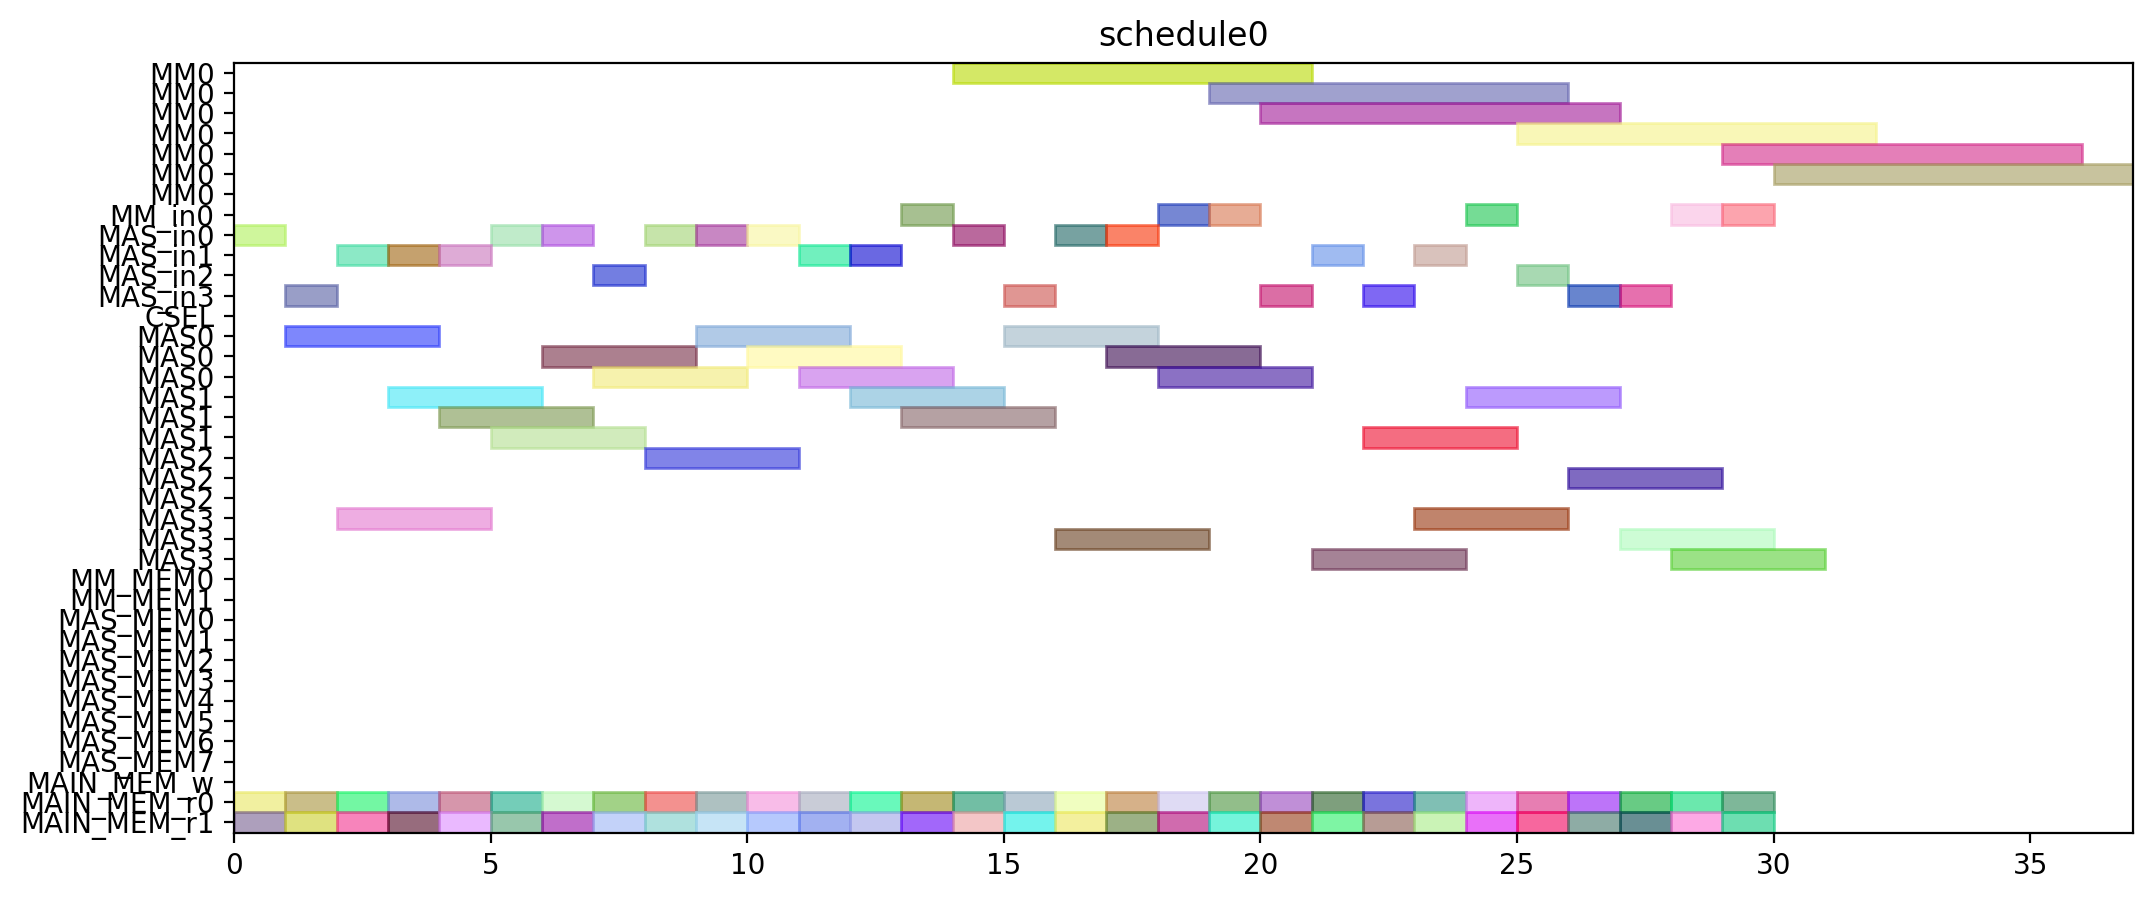 schedule0
MM0
MM0
MM0
MM0
MM0
MM0
MM0
MM_in0
MAS_in0
MAS_in1
MAS_in2
MAS_in3
CSEL
MAS0
MAS0
MAS0
MAS1
MAS1
MAS1
MAS2
MAS2
MAS2
MAS3
MAS3
MAS3
MM_MEM0
MM_MEM1
MAS_MEM0
MAS_MEM1
MAS_MEM2
MAS_MEM3
MAS_MEM4
MAS_MEM5
MAS_MEM6
MAS_MEM7
MAIN_MEM_w
MAIN_MEM_r0
MAIN_MEM_r1
0 5 10 15 20 25 30 35